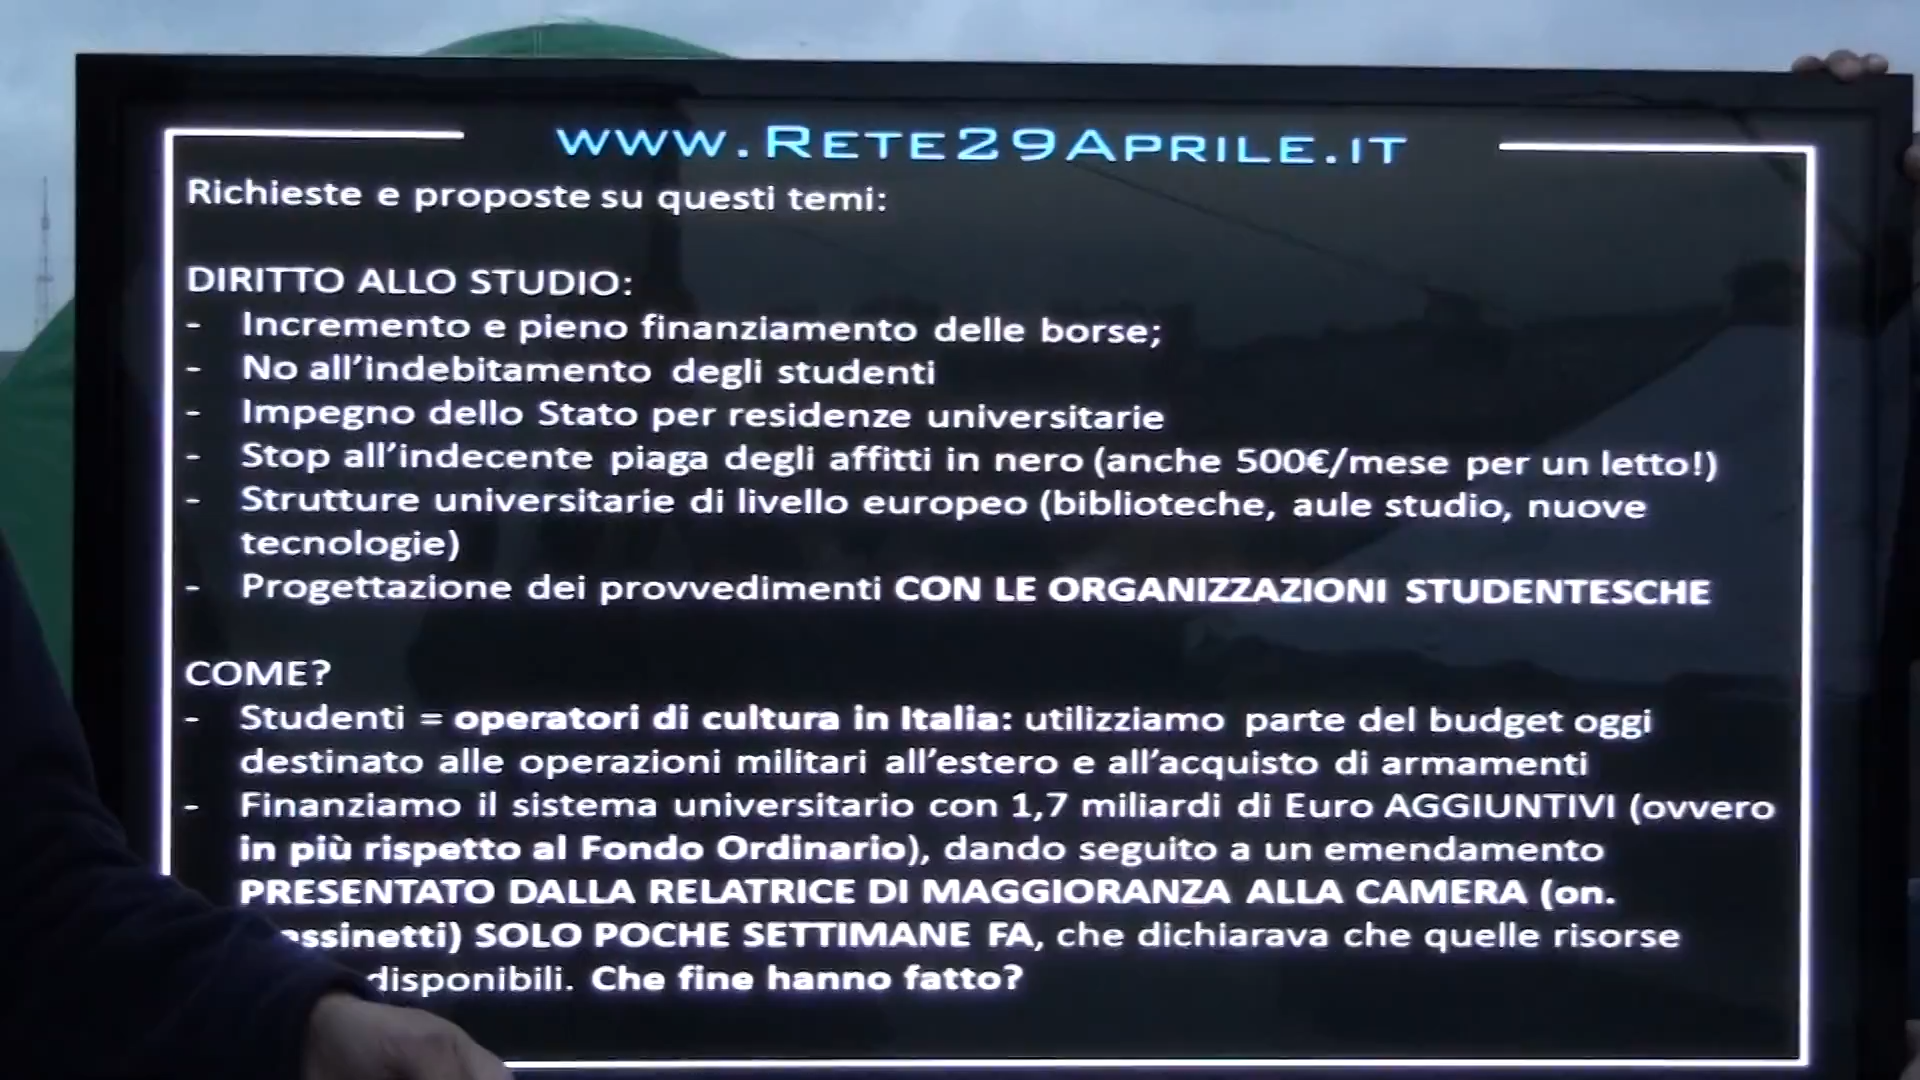 www.Rete29Aprile.it
Richieste e proposte su questi temi:
DIRITTO ALLO STUDIO:
- Incremento e pieno finanziamento delle borse;
- No all'indebitamento degli studenti
- Impegno dello Stato per residenze universitarie
- Stop all'indecente piaga degli affitti in nero (anche 500€/mese per un letto!)
- Strutture universitarie di livello europeo (biblioteche, aule studio, nuove
tecnologie)
- Progettazione dei provvedimenti CON LE ORGANIZZAZIONI STUDENTESCHE
COME?
- Studenti = operatori di cultura in Italia: utilizziamo parte del budget oggi
destinato alle operazioni militari all'estero e all'acquisto di armamenti
- Finanziamo il sistema universitario con 1,7 miliardi di Euro AGGIUNTIVI (ovvero
in più rispetto al Fondo Ordinario), dando seguito a un emendamento
PRESENTATO DALLA RELATRICE DI MAGGIORANZA ALLA CAMERA (on.
assinetti) SOLO POCHE SETTIMANE FA, che dichiarava che quelle risorse
disponibili. Che fine hanno fatto?